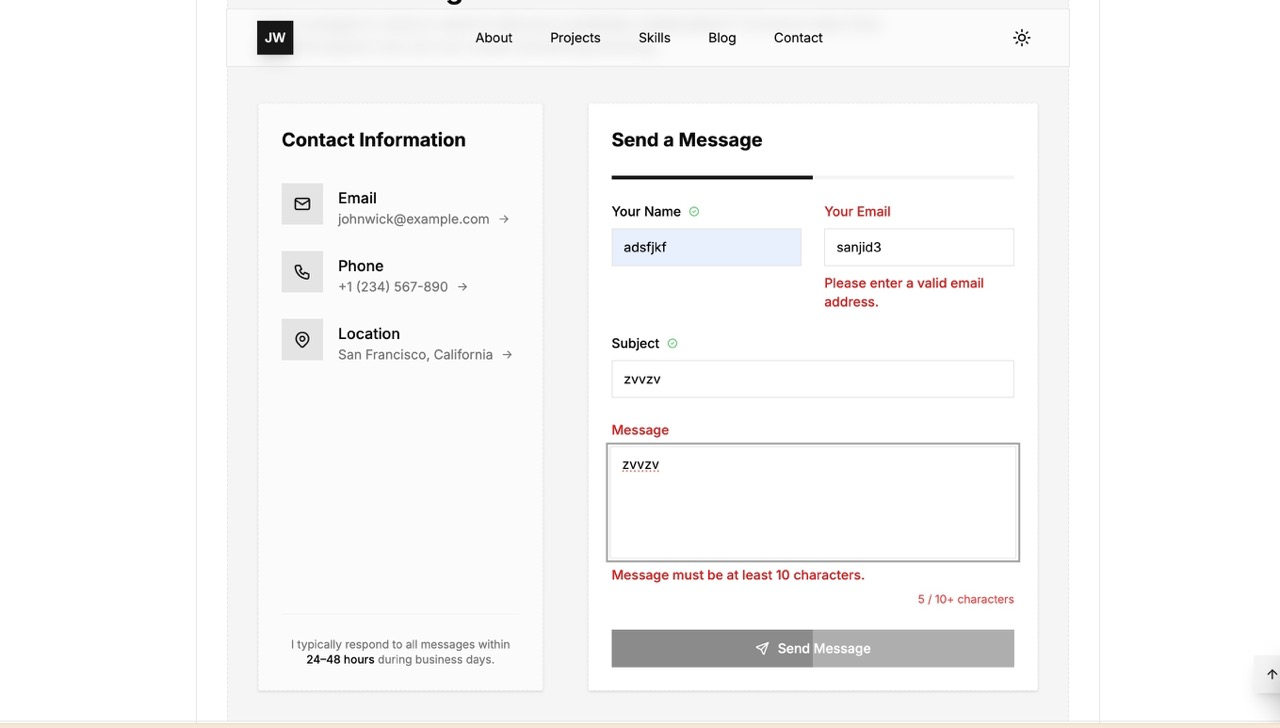 JW
About
Projects
Skills
Blog
Contact
Contact Information
Email
johnwick@example.com →
Phone
+1 (234) 567-890 →
Location
San Francisco, California →
I typically respond to all messages within
24–48 hours during business days.
Send a Message
Your Name
adsfjkf
Your Email
sanjid3
Please enter a valid email
address.
Subject
zvvzv
Message
zvvzv
Message must be at least 10 characters.
5 / 10+ characters
Send Message